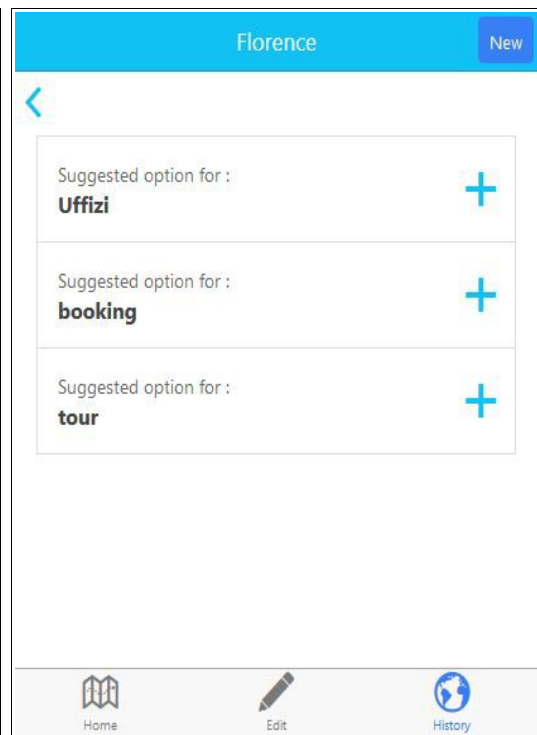 Florence
New
Suggested option for :
Uffizi
Suggested option for :
booking
Suggested option for :
tour
Home
Edit
History